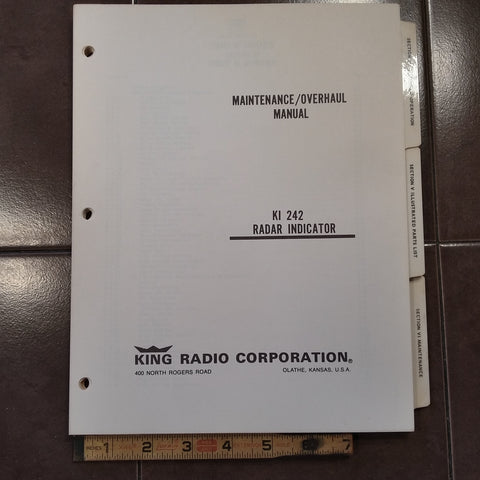 MAINTENANCE/OVERHAUL
MANUAL
KI 242
RADAR INDICATOR
KING RADIO CORPORATION®
400 NORTH ROGERS ROAD
OLATHE, KANSAS, U.S.A.
OPERATION
SECTION V ILLUSTRATED PARTS LIST
SECTION VI MAINTENANCE
1 2 3 4 5 6 7